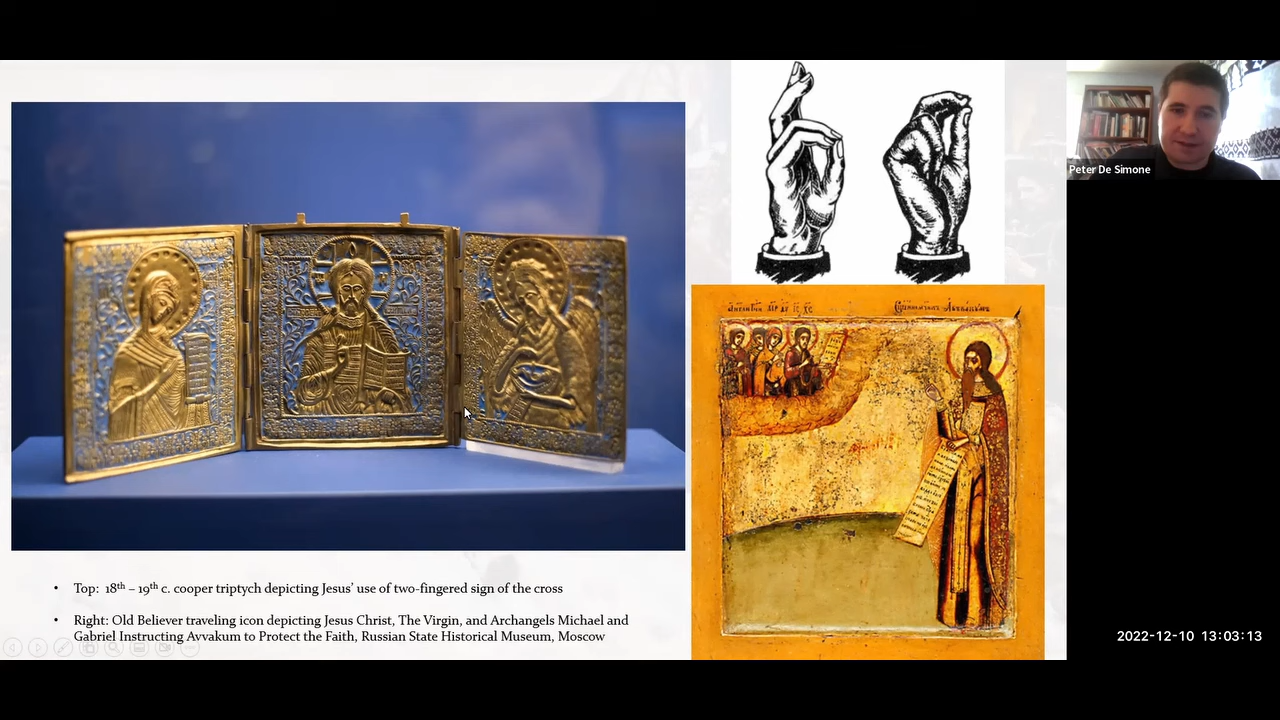 Peter De Simone
• Top: 18th – 19th c. cooper triptych depicting Jesus’ use of two-fingered sign of the cross
• Right: Old Believer traveling icon depicting Jesus Christ, The Virgin, and Archangels Michael and
Gabriel Instructing Avvakum to Protect the Faith, Russian State Historical Museum, Moscow
2022-12-10 13:03:13